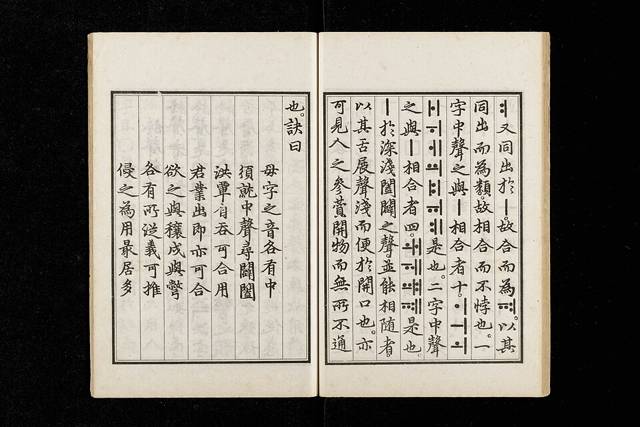 ㅕ又同出於ㅣ。故合而為ㆊ。以其
同出而為類。故相合而不悖也。一
字中聲之與ㅣ相合者十。ㆎㅢㅚ
ㅐㅟㅔㆉㅒㆌㅖ是也。二字中聲
之與ㅣ相合者四。ㅙㅞㆈㆋ是也
ㅣ於深淺闔闢之聲並能相隨者
以其舌展聲淺而便於開口也。亦
可見人之參贊開物而無所不通
也。訣曰
母字之音各有中
須就中聲尋闢闔
洪覃自吞可合用
君業出即亦可合
欲之與穰戌與彆
各有所從義可推
侵之為用最居多